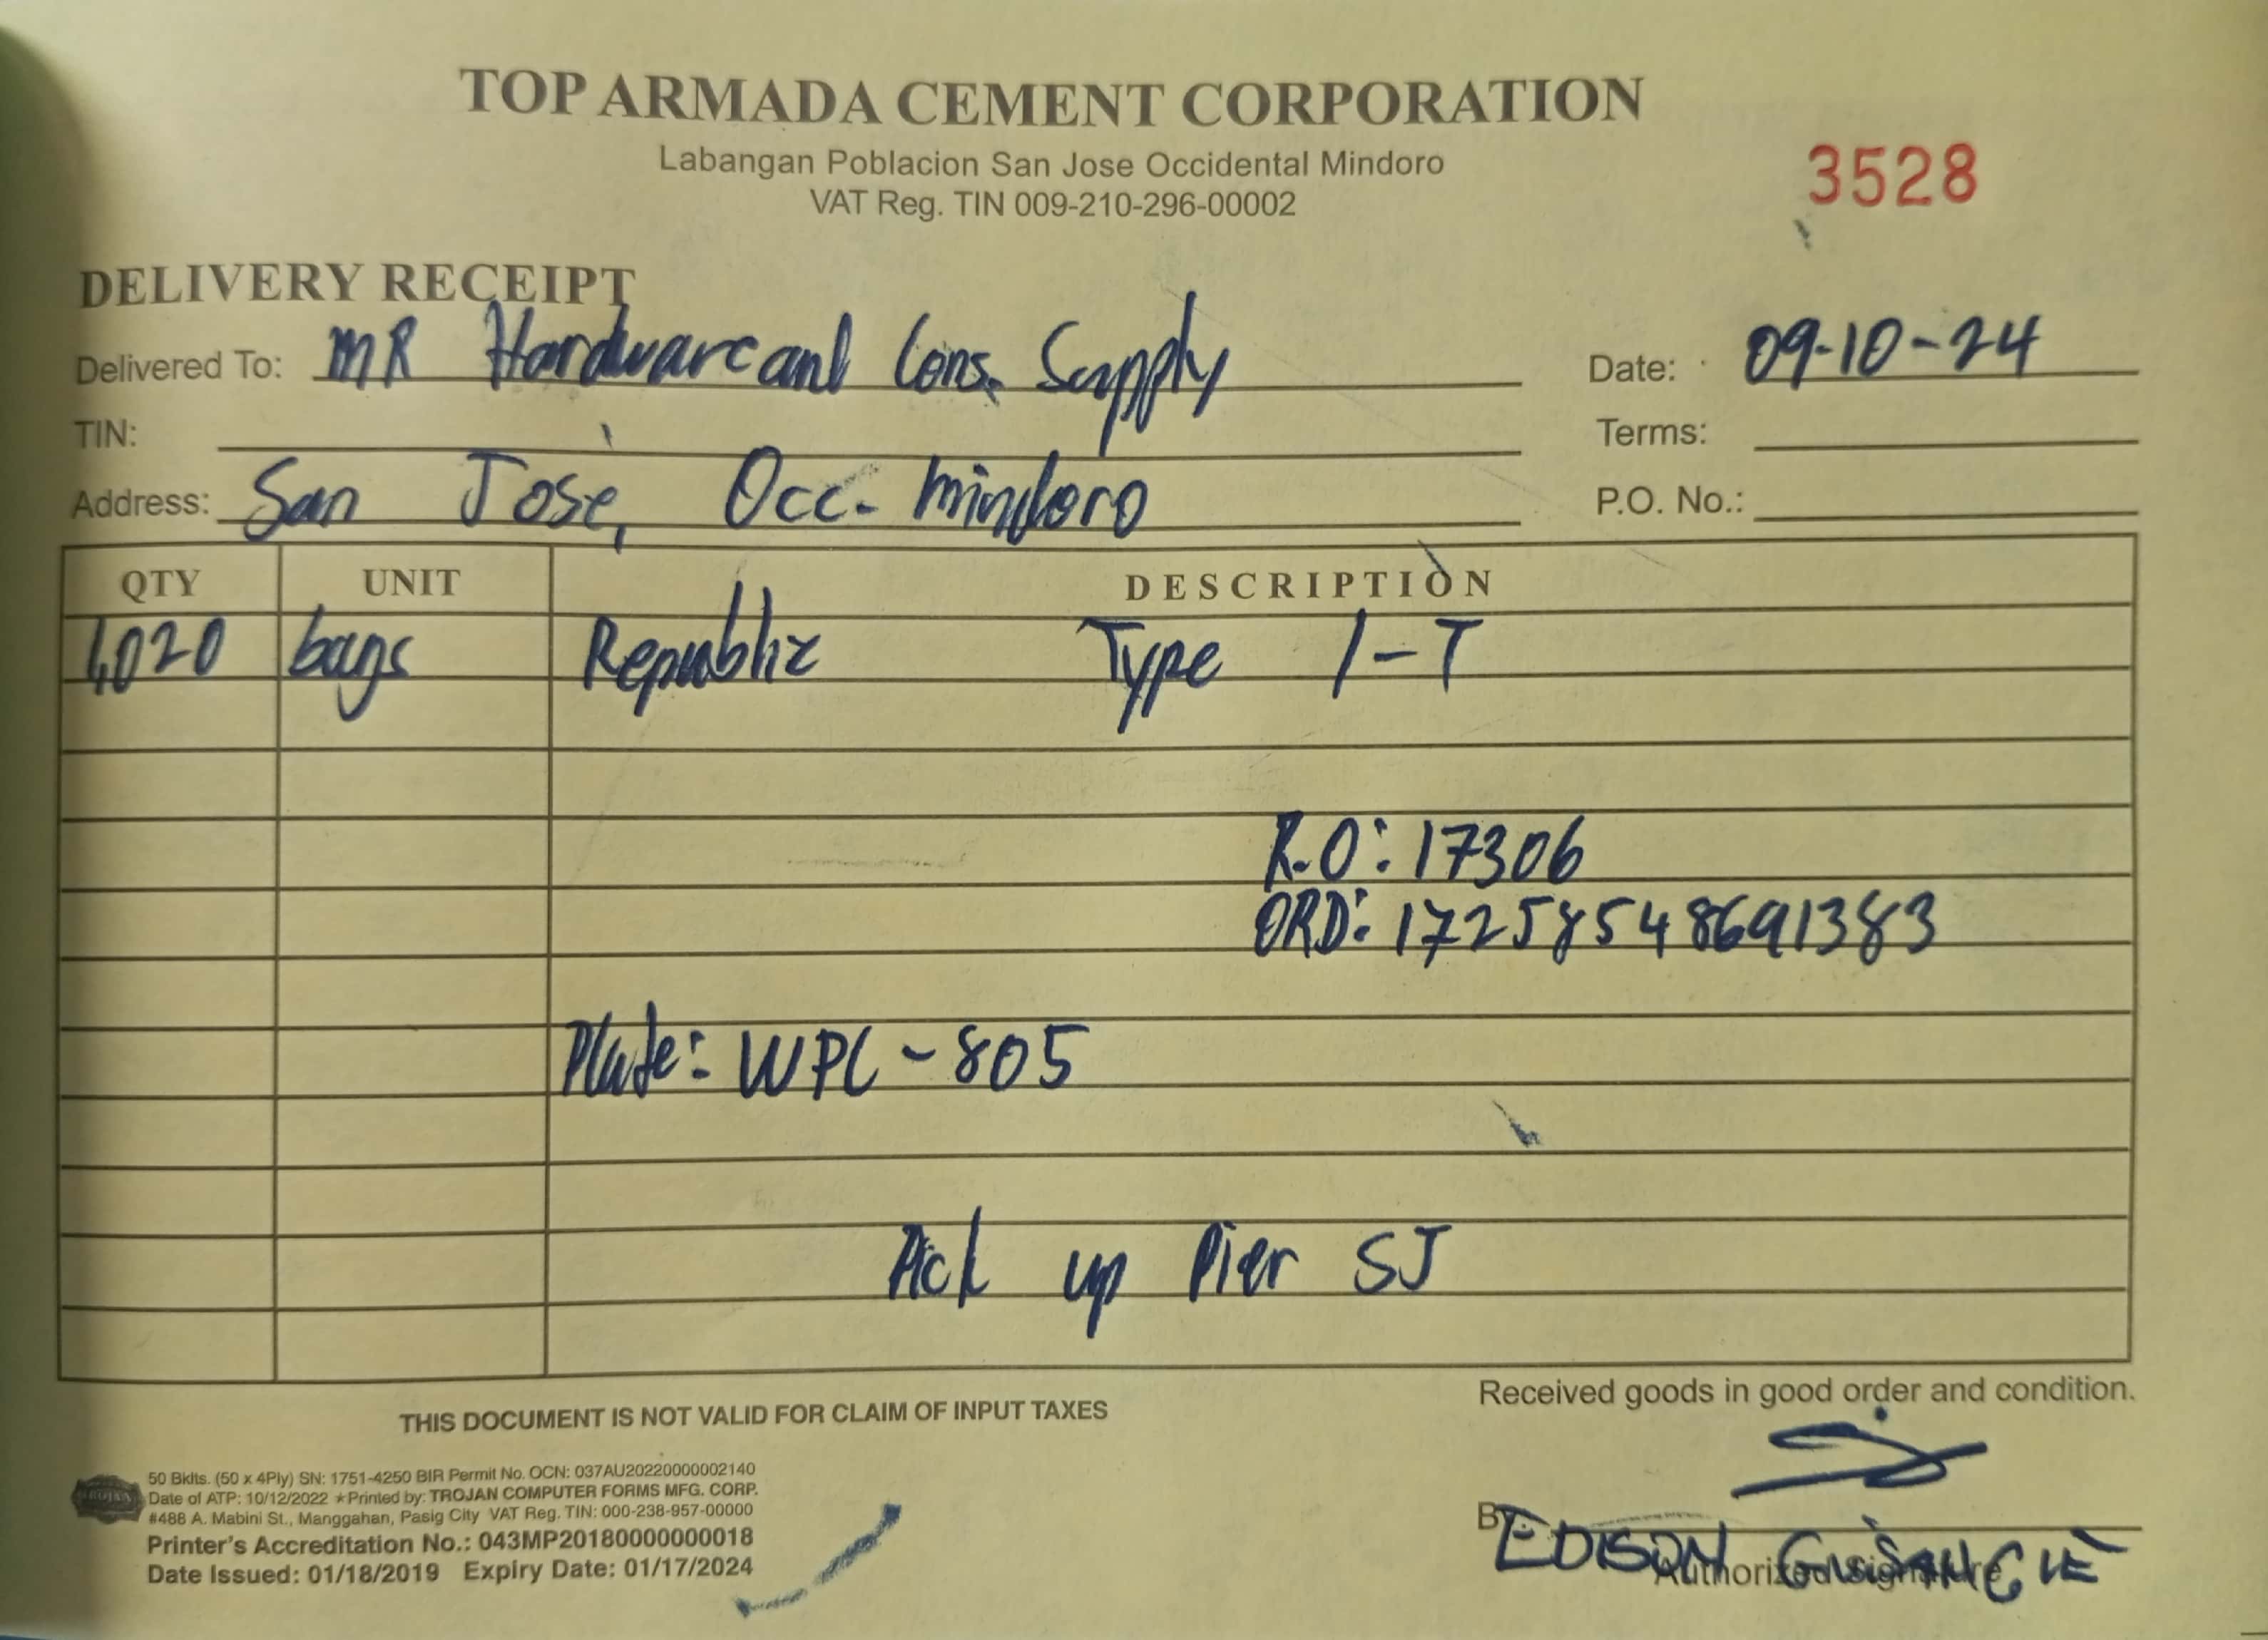 TOP ARMADA CEMENT CORPORATION
Labangan Poblacion San Jose Occidental Mindoro
VAT Reg. TIN 009-210-296-00002
3528
DELIVERY RECEIPT
Delivered To: MR Hardware and Cons. Supply Date: 09-10-24
TIN: Terms:
Address: San Jose, Occ. Mindoro P.O. No.:
QTY UNIT DESCRIPTION
bags Republic Type 1-T
R.O: 17306
ORD: 17258548691383
Plate: WPC-805
Pick up Pier SJ
THIS DOCUMENT IS NOT VALID FOR CLAIM OF INPUT TAXES
Received goods in good order and condition.
50 Bklts. (50 x 4Ply) SN: 1751-4250 BIR Permit No. OCN: 037AU20220000002140
Date of ATP: 10/12/2022 ★Printed by: TROJAN COMPUTER FORMS MFG. CORP.
#488 A. Mabini St., Manggahan, Pasig City VAT Reg. TIN: 000-238-957-00000
Printer's Accreditation No.: 043MP20180000000018
Date Issued: 01/18/2019 Expiry Date: 01/17/2024
TROJAN
By:
EDISON
Authorized Signature